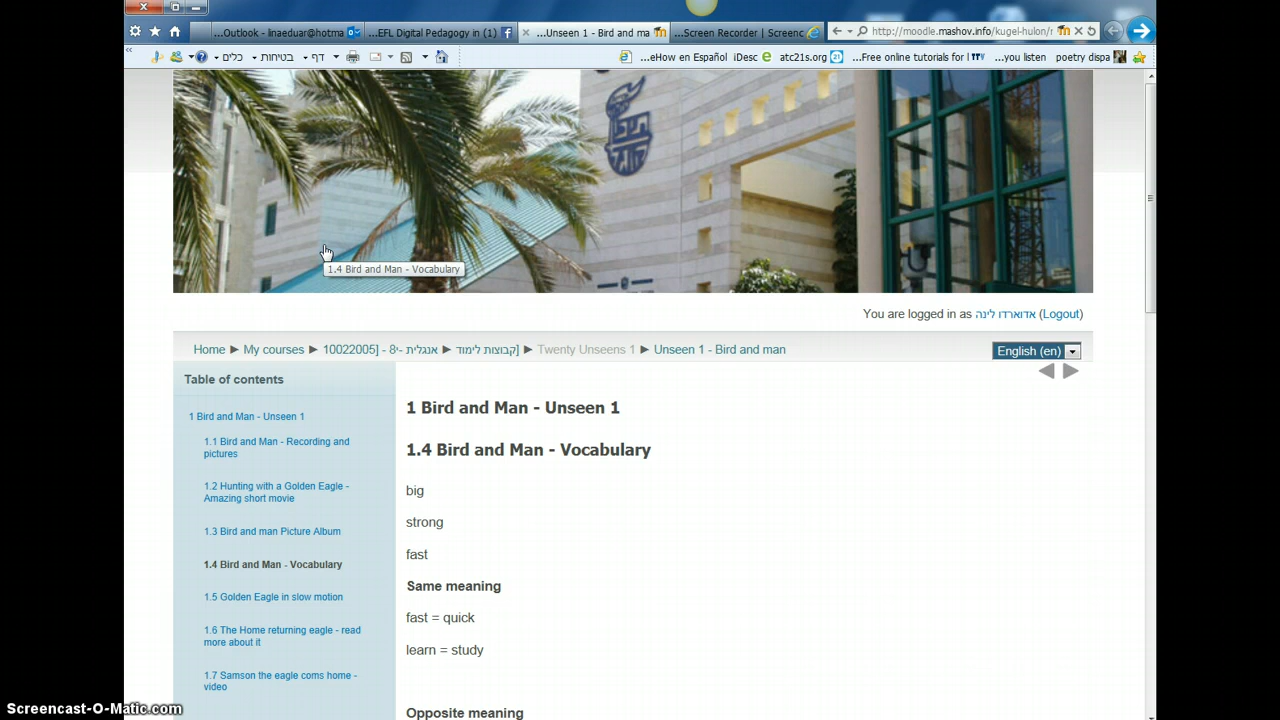 ...Outlook - linaeduar@hotma
...EFL Digital Pedagogy in (1)
...Unseen 1 - Bird and ma
...Screen Recorder | Screenc
http://moodle.mashov.info/kugel-hulon/r
דף
בטיחות
כלים
...eHow en Español
iDesc
atc21s.org
...Free online tutorials for l
...you listen
poetry dispa
תיכון
קוגל
1.4 Bird and Man - Vocabulary
You are logged in as אדוארדו לינה (Logout)
Home ► My courses ► 10022005] - אנגלית -י8 ► קבוצות לימוד] ► Twenty Unseens 1 ► Unseen 1 - Bird and man
English (en)
Table of contents
1 Bird and Man - Unseen 1
1.1 Bird and Man - Recording and
pictures
1.2 Hunting with a Golden Eagle -
Amazing short movie
1.3 Bird and man Picture Album
1.4 Bird and Man - Vocabulary
1.5 Golden Eagle in slow motion
1.6 The Home returning eagle - read
more about it
1.7 Samson the eagle coms home -
video
1 Bird and Man - Unseen 1
1.4 Bird and Man - Vocabulary
big
strong
fast
Same meaning
fast = quick
learn = study
Opposite meaning
Screencast-O-Matic.com